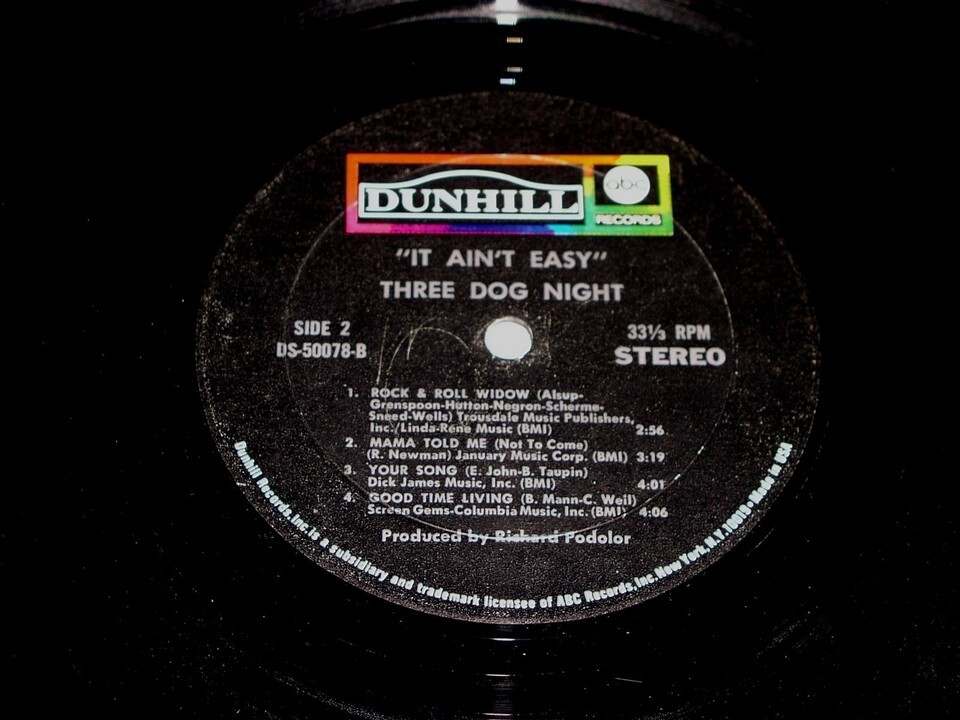 DUNHILL
abc
RECORDS
"IT AIN'T EASY"
THREE DOG NIGHT
SIDE 2
DS-50078-B
33⅓ RPM
STEREO
1. ROCK & ROLL WIDOW (Alsup-
Grenspoon-Hutton-Negron-Scherme-
Sneed-Wells) Trousdale Music Publishers,
Inc./Linda-Rene Music (BMI) 2:56
2. MAMA TOLD ME (Not To Come)
(R. Newman) January Music Corp. (BMI) 3:19
3. YOUR SONG (E. John-B. Taupin)
Dick James Music, Inc. (BMI) 4:01
4. GOOD TIME LIVING (B. Mann-C. Weil)
Screen Gems-Columbia Music, Inc. (BMI) 4:06
Produced by Richard Podolor
Dunhill Records, Inc. is a subsidiary and trademark licensee of ABC Records, Inc. New York, N.Y. 10019 • Made in USA